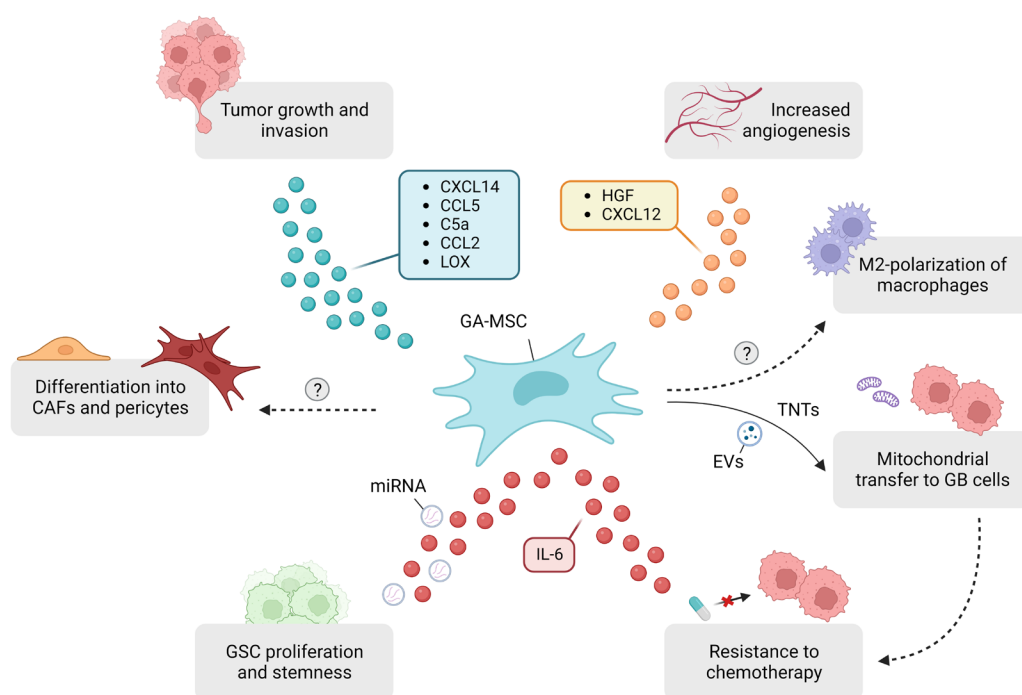 Tumor growth and
invasion
Increased
angiogenesis
• CXCL14
• CCL5
• C5a
• CCL2
• LOX
• HGF
• CXCL12
M2-polarization of
macrophages
GA-MSC
?
?
Differentiation into
CAFs and pericytes
TNTs
EVs
Mitochondrial
transfer to GB cells
miRNA
IL-6
GSC proliferation
and stemness
Resistance to
chemotherapy